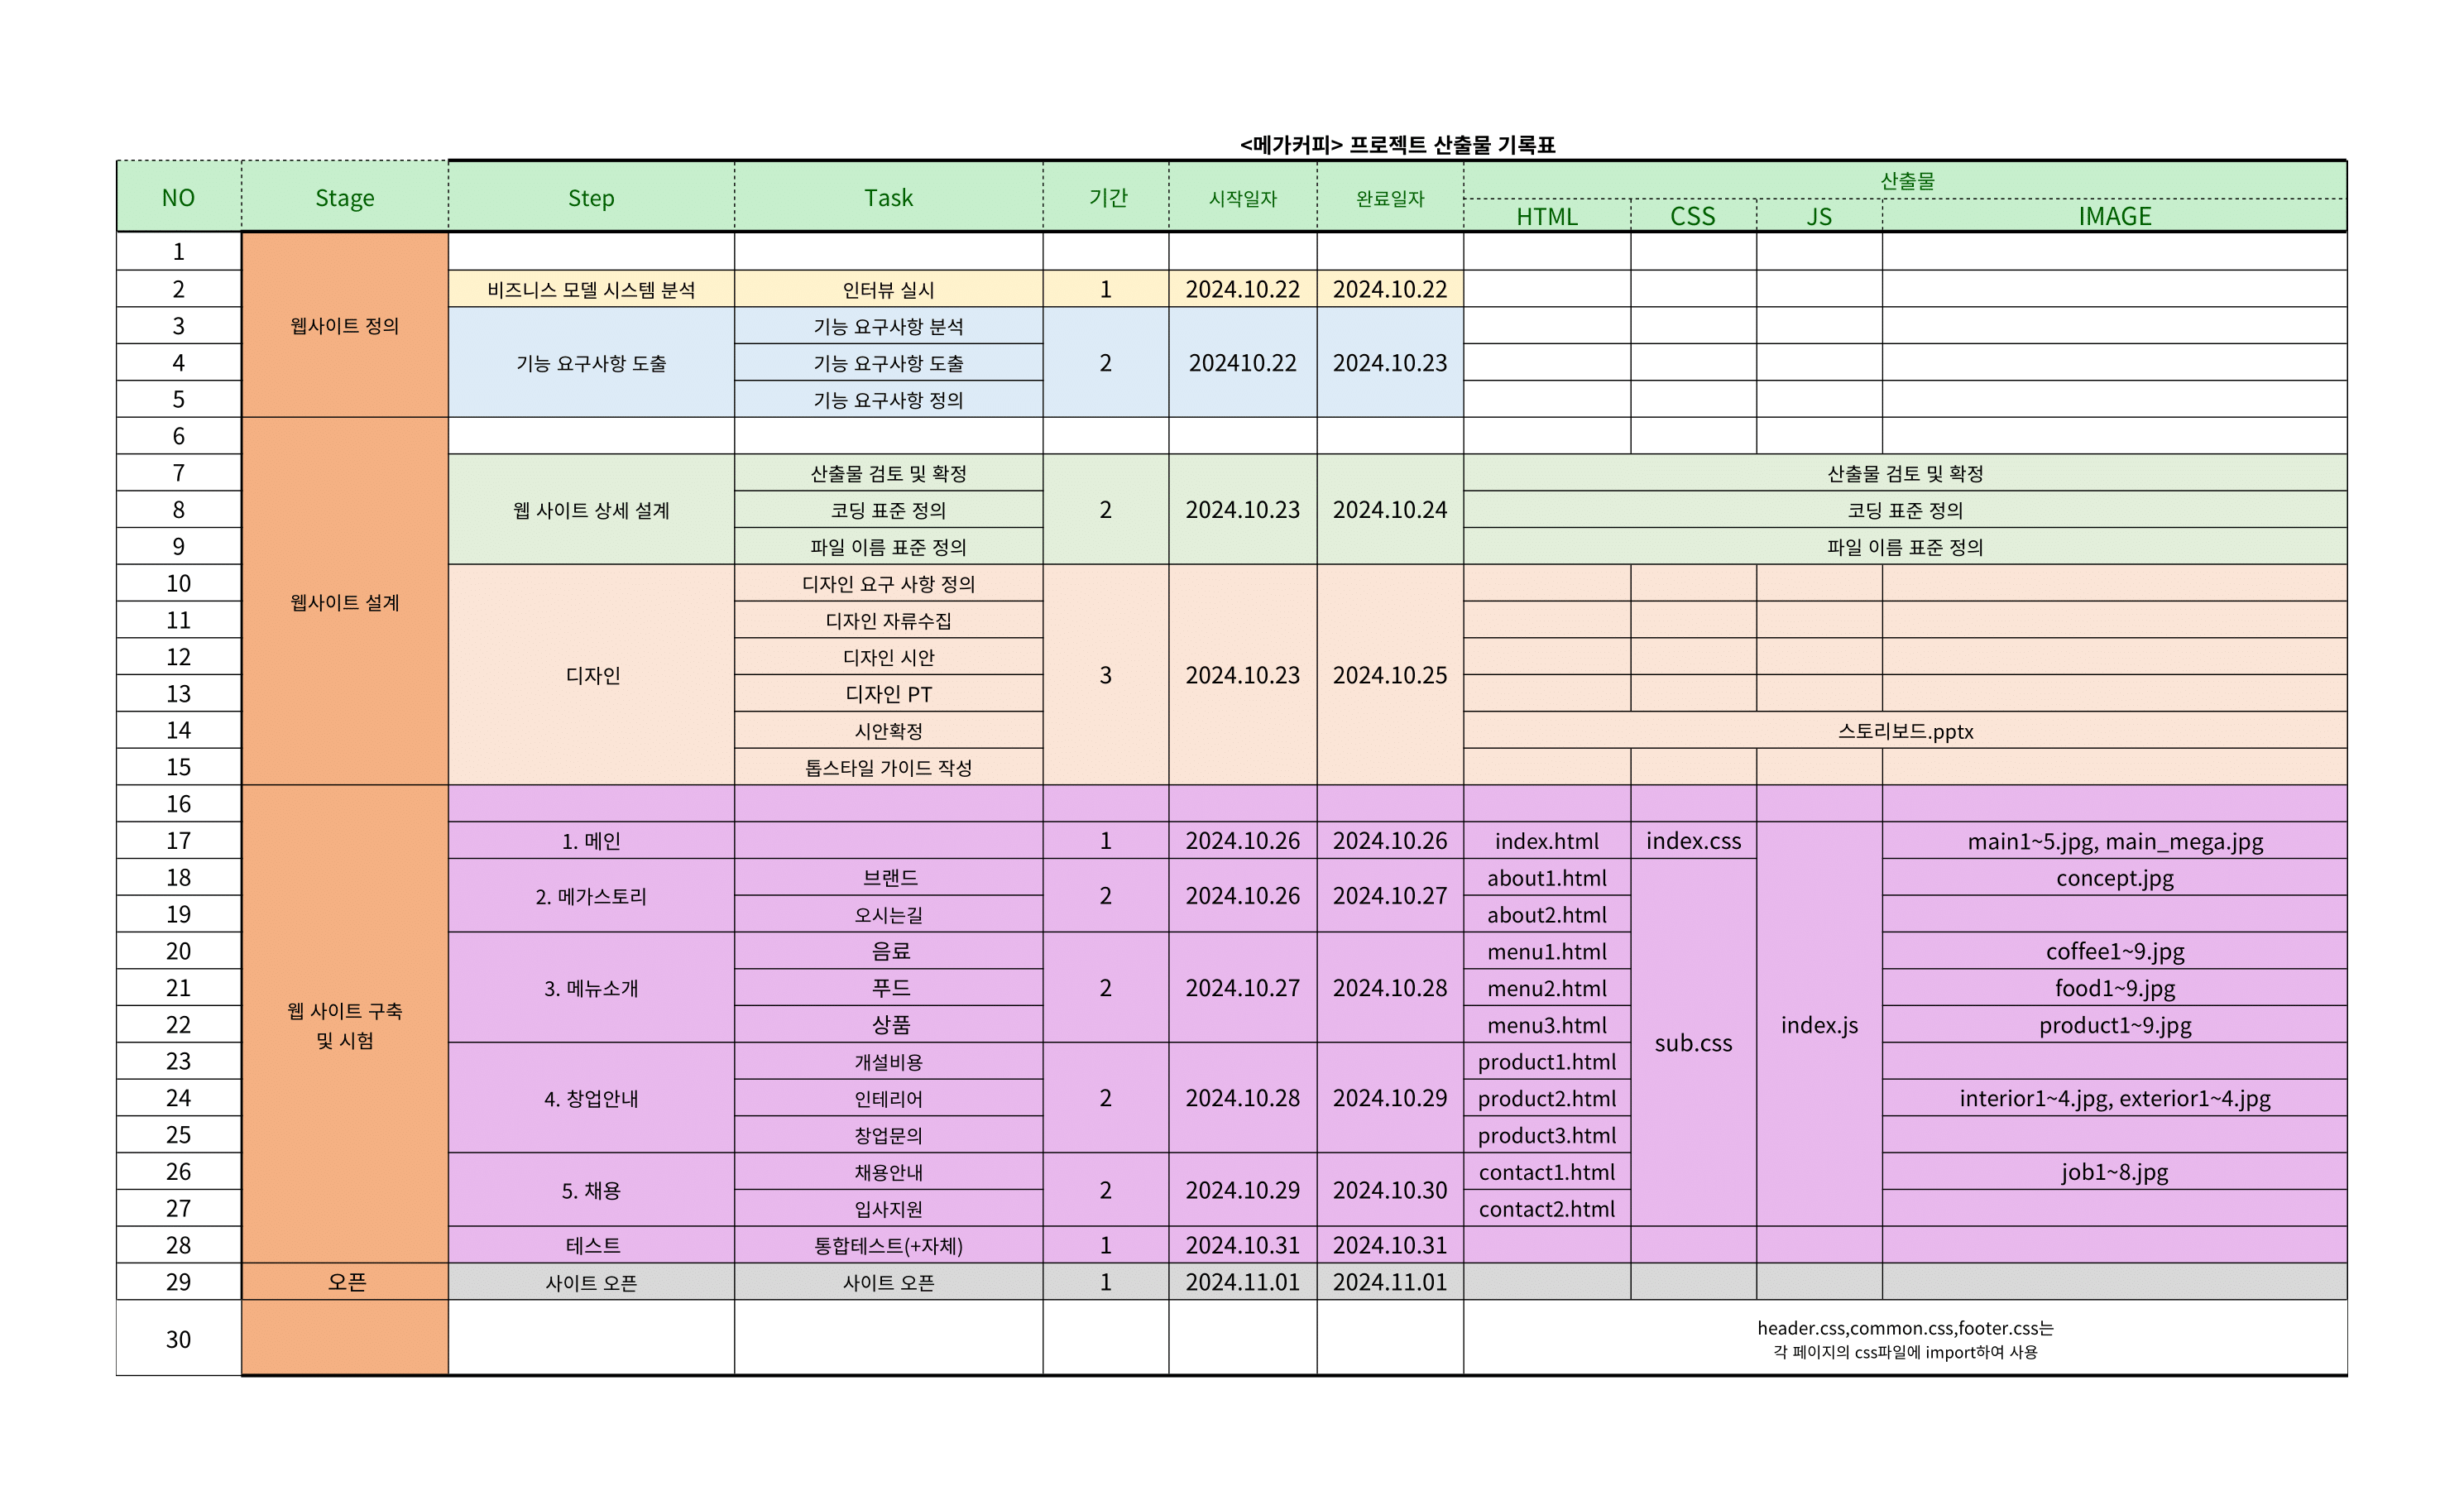 <메가커피> 프로젝트 산출물 기록표
NO Stage Step Task 기간 시작일자 완료일자 산출물
HTML CSS JS IMAGE
1
2 비즈니스 모델 시스템 분석 인터뷰 실시 1 2024.10.22 2024.10.22
웹사이트 정의
3 기능 요구사항 분석
4 기능 요구사항 도출 기능 요구사항 도출 2 202410.22 2024.10.23
5 기능 요구사항 정의
6
7 산출물 검토 및 확정 산출물 검토 및 확정
8 웹 사이트 상세 설계 코딩 표준 정의 2 2024.10.23 2024.10.24 코딩 표준 정의
9 파일 이름 표준 정의 파일 이름 표준 정의
10 디자인 요구 사항 정의
웹사이트 설계
11 디자인 자류수집
12 디자인 시안
디자인 3 2024.10.23 2024.10.25
13 디자인 PT
14 시안확정 스토리보드.pptx
15 톱스타일 가이드 작성
16
17 1. 메인 1 2024.10.26 2024.10.26 index.html index.css main1~5.jpg, main_mega.jpg
18 브랜드 about1.html concept.jpg
2. 메가스토리 2 2024.10.26 2024.10.27
19 오시는길 about2.html
20 음료 menu1.html coffee1~9.jpg
21 3. 메뉴소개 푸드 2 2024.10.27 2024.10.28 menu2.html food1~9.jpg
웹 사이트 구축
및 시험
22 상품 menu3.html index.js product1~9.jpg
sub.css
23 개설비용 product1.html
24 4. 창업안내 인테리어 2 2024.10.28 2024.10.29 product2.html interior1~4.jpg, exterior1~4.jpg
25 창업문의 product3.html
26 채용안내 contact1.html job1~8.jpg
5. 채용 2 2024.10.29 2024.10.30
27 입사지원 contact2.html
28 테스트 통합테스트(+자체) 1 2024.10.31 2024.10.31
29 오픈 사이트 오픈 사이트 오픈 1 2024.11.01 2024.11.01
30 header.css,common.css,footer.css는
각 페이지의 css파일에 import하여 사용